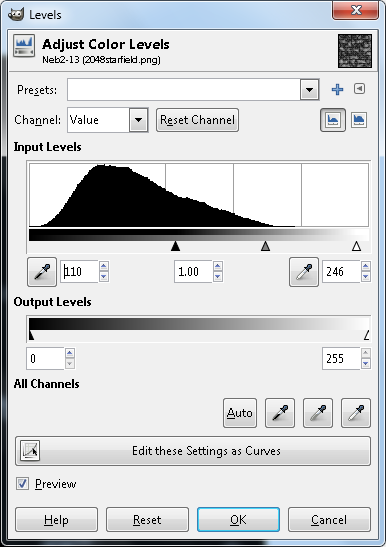 Levels
Adjust Color Levels
Neb2-13 (2048starfield.png)
Presets:
Channel: Value Reset Channel
Input Levels
110 1.00 246
Output Levels
0 255
All Channels
Auto
Edit these Settings as Curves
Preview
Help Reset OK Cancel